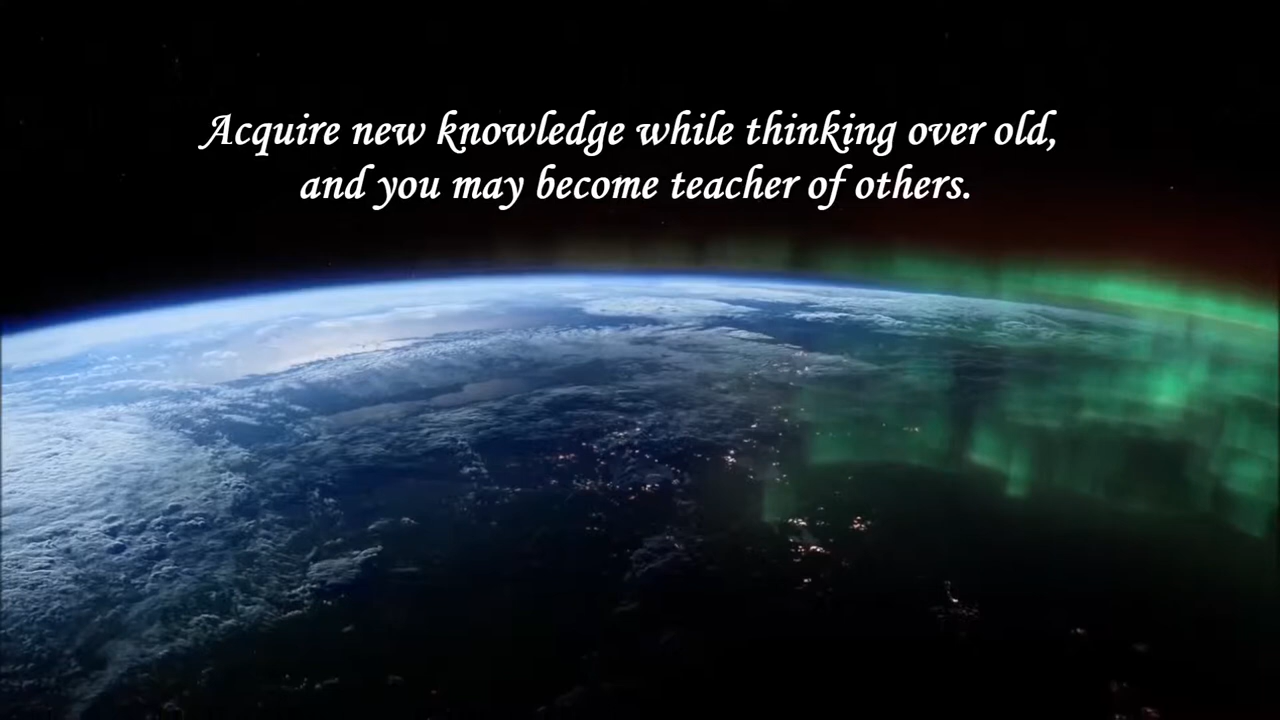 Acquire new knowledge while thinking over old,
and you may become teacher of others.